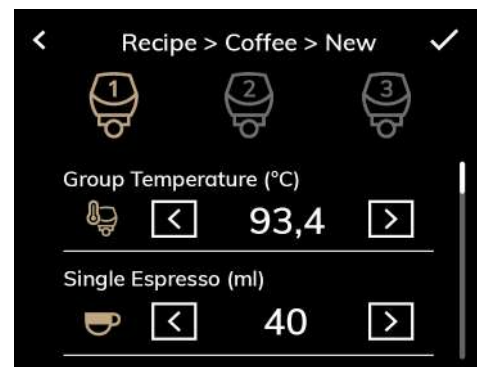 Recipe > Coffee > New
1 2 3
Group Temperature (°C)
93,4
Single Espresso (ml)
40